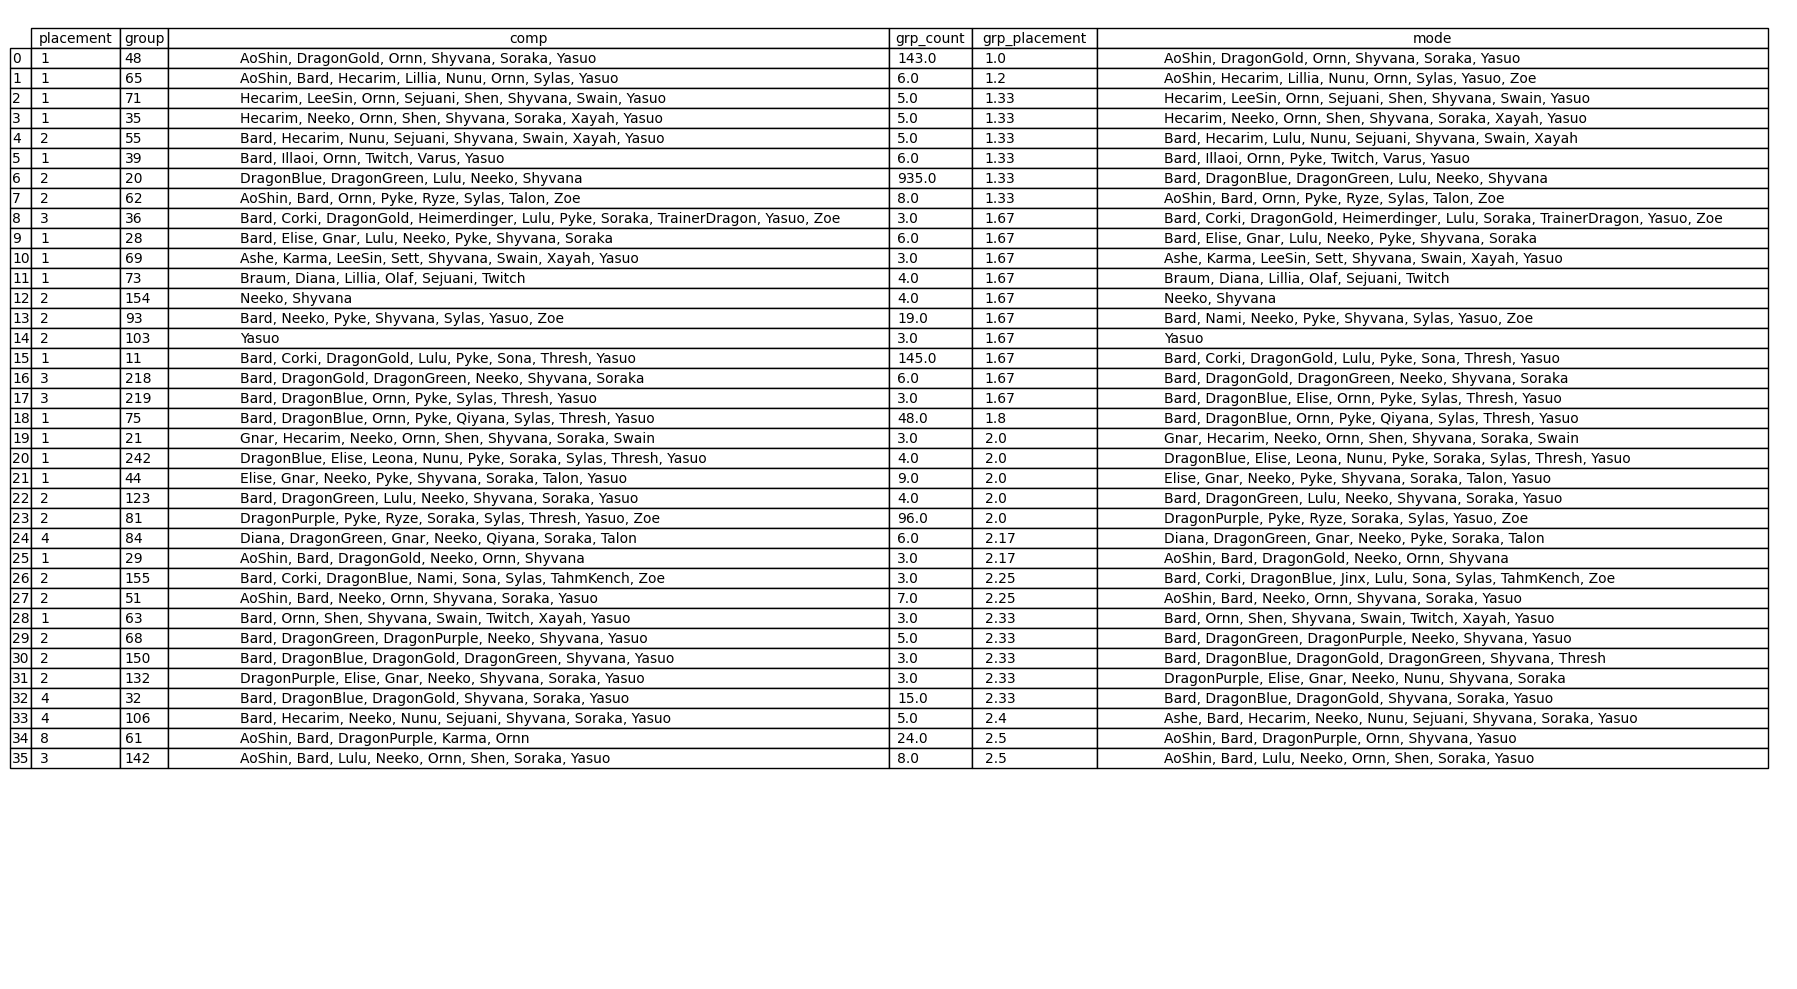 placement group comp grp_count grp_placement mode
0 1 48 AoShin, DragonGold, Ornn, Shyvana, Soraka, Yasuo 143.0 1.0 AoShin, DragonGold, Ornn, Shyvana, Soraka, Yasuo
1 1 65 AoShin, Bard, Hecarim, Lillia, Nunu, Ornn, Sylas, Yasuo 6.0 1.2 AoShin, Hecarim, Lillia, Nunu, Ornn, Sylas, Yasuo, Zoe
2 1 71 Hecarim, LeeSin, Ornn, Sejuani, Shen, Shyvana, Swain, Yasuo 5.0 1.33 Hecarim, LeeSin, Ornn, Sejuani, Shen, Shyvana, Swain, Yasuo
3 1 35 Hecarim, Neeko, Ornn, Shen, Shyvana, Soraka, Xayah, Yasuo 5.0 1.33 Hecarim, Neeko, Ornn, Shen, Shyvana, Soraka, Xayah, Yasuo
4 2 55 Bard, Hecarim, Nunu, Sejuani, Shyvana, Swain, Xayah, Yasuo 5.0 1.33 Bard, Hecarim, Lulu, Nunu, Sejuani, Shyvana, Swain, Xayah
5 1 39 Bard, Illaoi, Ornn, Twitch, Varus, Yasuo 6.0 1.33 Bard, Illaoi, Ornn, Pyke, Twitch, Varus, Yasuo
6 2 20 DragonBlue, DragonGreen, Lulu, Neeko, Shyvana 935.0 1.33 Bard, DragonBlue, DragonGreen, Lulu, Neeko, Shyvana
7 2 62 AoShin, Bard, Ornn, Pyke, Ryze, Sylas, Talon, Zoe 8.0 1.33 AoShin, Bard, Ornn, Pyke, Ryze, Sylas, Talon, Zoe
8 3 36 Bard, Corki, DragonGold, Heimerdinger, Lulu, Pyke, Soraka, TrainerDragon, Yasuo, Zoe 3.0 1.67 Bard, Corki, DragonGold, Heimerdinger, Lulu, Soraka, TrainerDragon, Yasuo, Zoe
9 1 28 Bard, Elise, Gnar, Lulu, Neeko, Pyke, Shyvana, Soraka 6.0 1.67 Bard, Elise, Gnar, Lulu, Neeko, Pyke, Shyvana, Soraka
10 1 69 Ashe, Karma, LeeSin, Sett, Shyvana, Swain, Xayah, Yasuo 3.0 1.67 Ashe, Karma, LeeSin, Sett, Shyvana, Swain, Xayah, Yasuo
11 1 73 Braum, Diana, Lillia, Olaf, Sejuani, Twitch 4.0 1.67 Braum, Diana, Lillia, Olaf, Sejuani, Twitch
12 2 154 Neeko, Shyvana 4.0 1.67 Neeko, Shyvana
13 2 93 Bard, Neeko, Pyke, Shyvana, Sylas, Yasuo, Zoe 19.0 1.67 Bard, Nami, Neeko, Pyke, Shyvana, Sylas, Yasuo, Zoe
14 2 103 Yasuo 3.0 1.67 Yasuo
15 1 11 Bard, Corki, DragonGold, Lulu, Pyke, Sona, Thresh, Yasuo 145.0 1.67 Bard, Corki, DragonGold, Lulu, Pyke, Sona, Thresh, Yasuo
16 3 218 Bard, DragonGold, DragonGreen, Neeko, Shyvana, Soraka 6.0 1.67 Bard, DragonGold, DragonGreen, Neeko, Shyvana, Soraka
17 3 219 Bard, DragonBlue, Ornn, Pyke, Sylas, Thresh, Yasuo 3.0 1.67 Bard, DragonBlue, Elise, Ornn, Pyke, Sylas, Thresh, Yasuo
18 1 75 Bard, DragonBlue, Ornn, Pyke, Qiyana, Sylas, Thresh, Yasuo 48.0 1.8 Bard, DragonBlue, Ornn, Pyke, Qiyana, Sylas, Thresh, Yasuo
19 1 21 Gnar, Hecarim, Neeko, Ornn, Shen, Shyvana, Soraka, Swain 3.0 2.0 Gnar, Hecarim, Neeko, Ornn, Shen, Shyvana, Soraka, Swain
20 1 242 DragonBlue, Elise, Leona, Nunu, Pyke, Soraka, Sylas, Thresh, Yasuo 4.0 2.0 DragonBlue, Elise, Leona, Nunu, Pyke, Soraka, Sylas, Thresh, Yasuo
21 1 44 Elise, Gnar, Neeko, Pyke, Shyvana, Soraka, Talon, Yasuo 9.0 2.0 Elise, Gnar, Neeko, Pyke, Shyvana, Soraka, Talon, Yasuo
22 2 123 Bard, DragonGreen, Lulu, Neeko, Shyvana, Soraka, Yasuo 4.0 2.0 Bard, DragonGreen, Lulu, Neeko, Shyvana, Soraka, Yasuo
23 2 81 DragonPurple, Pyke, Ryze, Soraka, Sylas, Thresh, Yasuo, Zoe 96.0 2.0 DragonPurple, Pyke, Ryze, Soraka, Sylas, Yasuo, Zoe
24 4 84 Diana, DragonGreen, Gnar, Neeko, Qiyana, Soraka, Talon 6.0 2.17 Diana, DragonGreen, Gnar, Neeko, Pyke, Soraka, Talon
25 1 29 AoShin, Bard, DragonGold, Neeko, Ornn, Shyvana 3.0 2.17 AoShin, Bard, DragonGold, Neeko, Ornn, Shyvana
26 2 155 Bard, Corki, DragonBlue, Nami, Sona, Sylas, TahmKench, Zoe 3.0 2.25 Bard, Corki, DragonBlue, Jinx, Lulu, Sona, Sylas, TahmKench, Zoe
27 2 51 AoShin, Bard, Neeko, Ornn, Shyvana, Soraka, Yasuo 7.0 2.25 AoShin, Bard, Neeko, Ornn, Shyvana, Soraka, Yasuo
28 1 63 Bard, Ornn, Shen, Shyvana, Swain, Twitch, Xayah, Yasuo 3.0 2.33 Bard, Ornn, Shen, Shyvana, Swain, Twitch, Xayah, Yasuo
29 2 68 Bard, DragonGreen, DragonPurple, Neeko, Shyvana, Yasuo 5.0 2.33 Bard, DragonGreen, DragonPurple, Neeko, Shyvana, Yasuo
30 2 150 Bard, DragonBlue, DragonGold, DragonGreen, Shyvana, Yasuo 3.0 2.33 Bard, DragonBlue, DragonGold, DragonGreen, Shyvana, Thresh
31 2 132 DragonPurple, Elise, Gnar, Neeko, Shyvana, Soraka, Yasuo 3.0 2.33 DragonPurple, Elise, Gnar, Neeko, Nunu, Shyvana, Soraka
32 4 32 Bard, DragonBlue, DragonGold, Shyvana, Soraka, Yasuo 15.0 2.33 Bard, DragonBlue, DragonGold, Shyvana, Soraka, Yasuo
33 4 106 Bard, Hecarim, Neeko, Nunu, Sejuani, Shyvana, Soraka, Yasuo 5.0 2.4 Ashe, Bard, Hecarim, Neeko, Nunu, Sejuani, Shyvana, Soraka, Yasuo
34 8 61 AoShin, Bard, DragonPurple, Karma, Ornn 24.0 2.5 AoShin, Bard, DragonPurple, Ornn, Shyvana, Yasuo
35 3 142 AoShin, Bard, Lulu, Neeko, Ornn, Shen, Soraka, Yasuo 8.0 2.5 AoShin, Bard, Lulu, Neeko, Ornn, Shen, Soraka, Yasuo